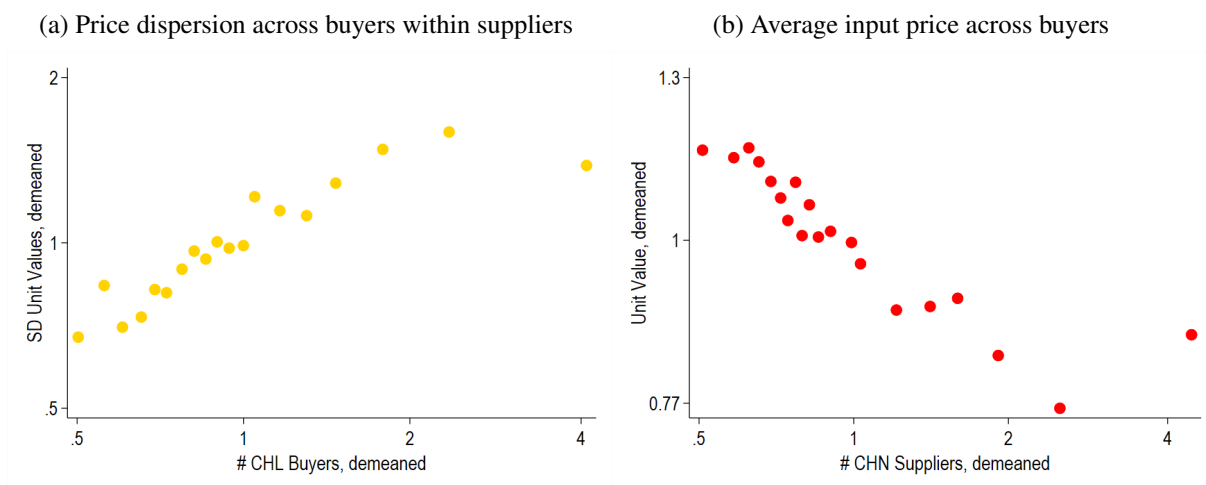 (a) Price dispersion across buyers within suppliers
2
1
.5
SD Unit Values, demeaned
.5
1
2
4
# CHL Buyers, demeaned
(b) Average input price across buyers
1.3
1
0.77
Unit Value, demeaned
.5
1
2
4
# CHN Suppliers, demeaned